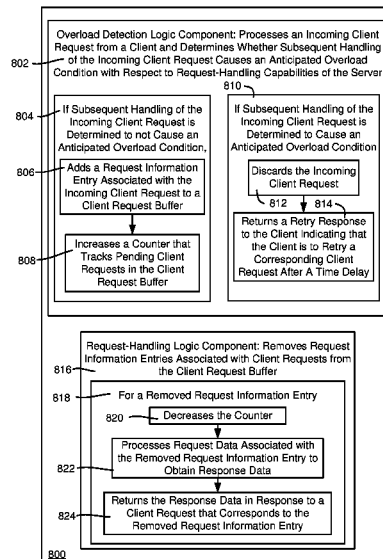 Overload Detection Logic Component: Processes an Incoming Client
Request from a Client and Determines Whether Subsequent Handling
802 of the Incoming Client Request Causes an Anticipated Overload
Condition with Respect to Request-Handling Capabilities of the Server
804
If Subsequent Handling of the
Incoming Client Request is
Determined to not Cause an
Anticipated Overload Condition,
806
Adds a Request Information
Entry Associated with the
Incoming Client Request to a
Client Request Buffer
808
Increases a Counter that
Tracks Pending Client
Requests in the Client
Request Buffer
810
If Subsequent Handling of the
Incoming Client Request is
Determined to Cause an
Anticipated Overload Condition
Discards the Incoming
Client Request
812 814
Returns a Retry Response
to the Client Indicating that
the Client is to Retry a
Corresponding Client
Request After A Time Delay
Request-Handling Logic Component: Removes Request
Information Entries Associated with Client Requests from
816 the Client Request Buffer
818 For a Removed Request Information Entry
820 Decreases the Counter
Processes Request Data Associated with
the Removed Request Information Entry to
822 Obtain Response Data
Returns the Response Data in Response to a
Client Request that Corresponds to the
824 Removed Request Information Entry
800